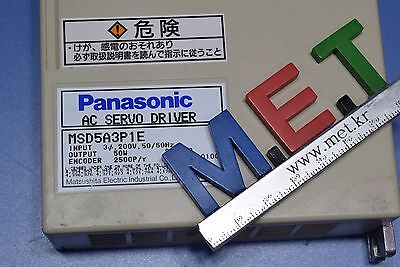 ⚠危険
・けが、感電のおそれあり
必ず取扱説明書を読んで指示に従うこと
Panasonic
AC SERVO DRIVER
MSD5A3P1E
INPUT 3∅, 200V, 50/60Hz
OUTPUT 50W
ENCODER 2500P/r
Matsushita Electric Industrial Co., L
M.E.T
www.met.kr